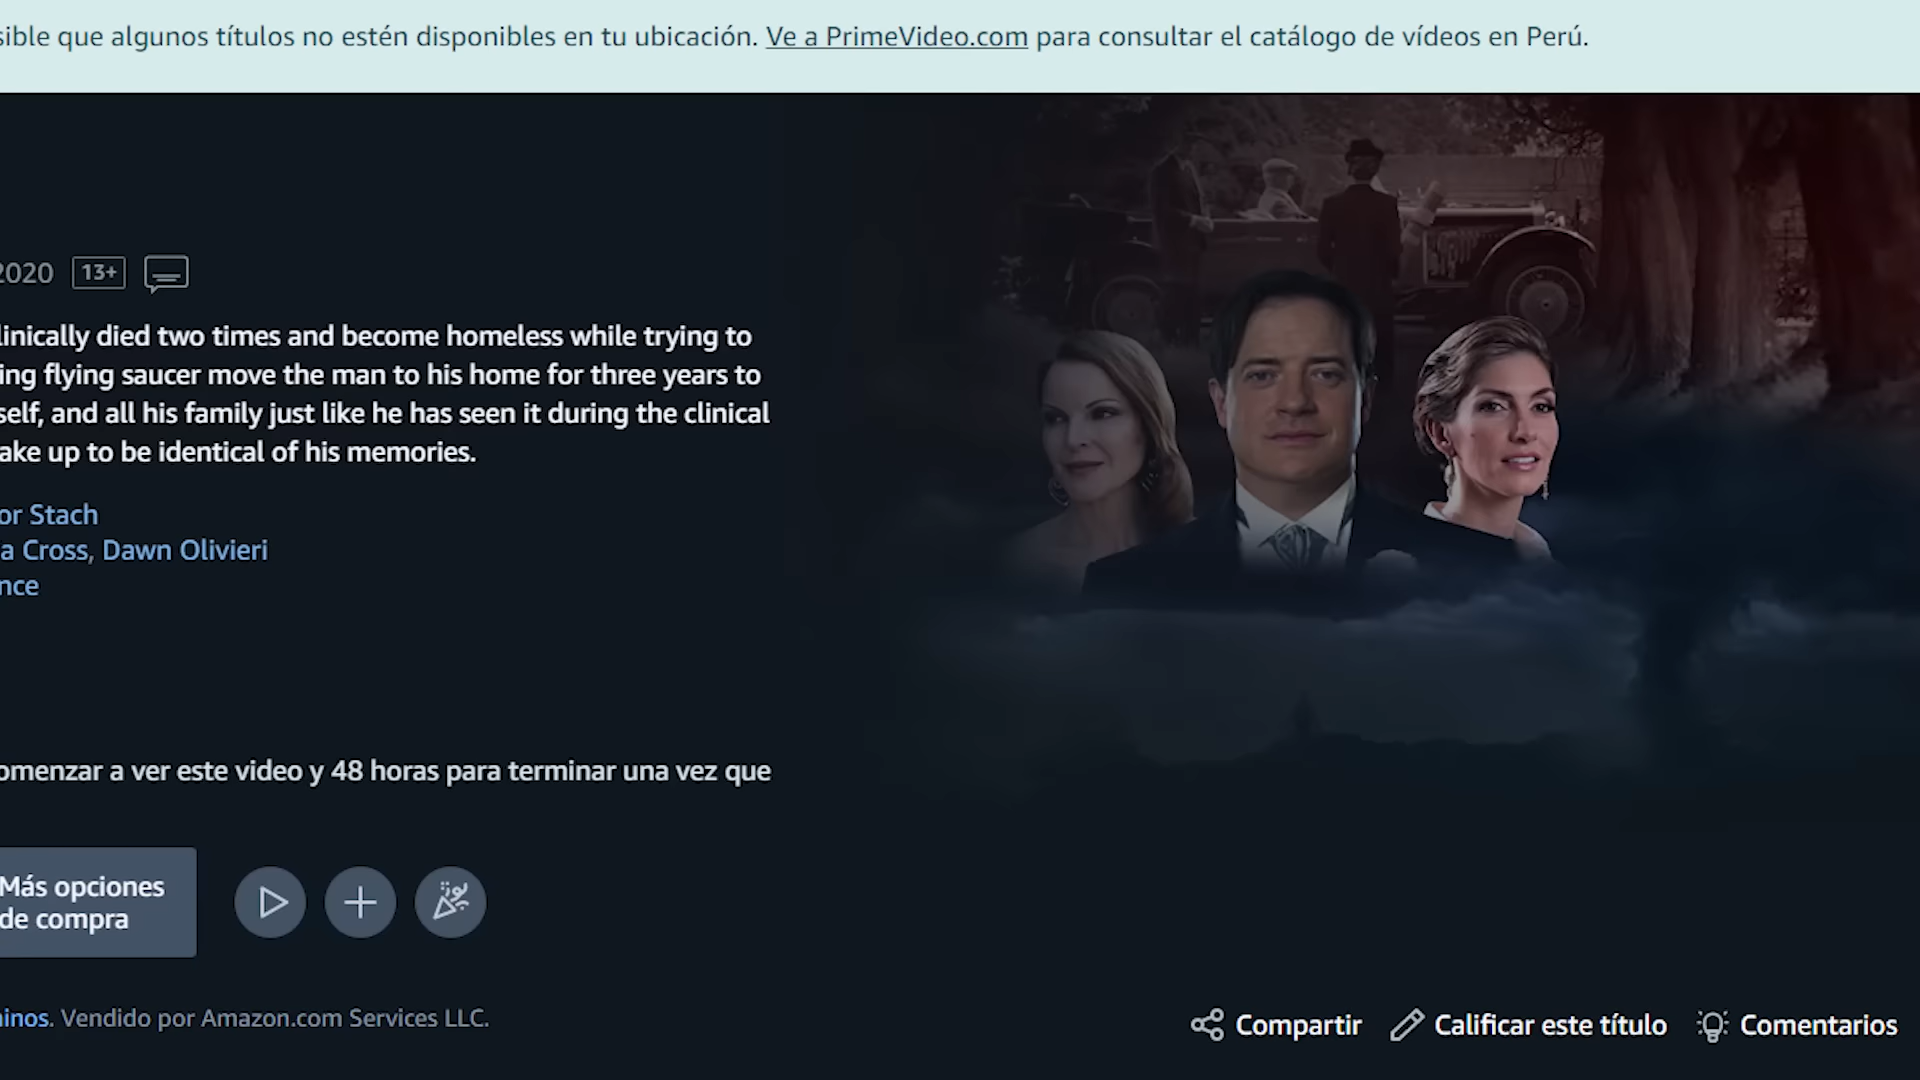 sible que algunos títulos no estén disponibles en tu ubicación. Ve a PrimeVideo.com para consultar el catálogo de vídeos en Perú.
2020 13+
linically died two times and become homeless while trying to
ing flying saucer move the man to his home for three years to
self, and all his family just like he has seen it during the clinical
ake up to be identical of his memories.
or Stach
a Cross, Dawn Olivieri
nce
omenzar a ver este video y 48 horas para terminar una vez que
Más opciones
de compra
inos. Vendido por Amazon.com Services LLC.
Compartir Calificar este título Comentarios